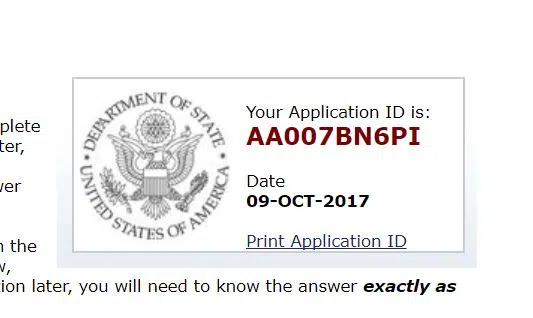 DEPARTMENT OF STATE
UNITED STATES OF AMERICA
Your Application ID is:
AA007BN6PI
Date
09-OCT-2017
Print Application ID
plete
ter,
ver
n the
w,
ion later, you will need to know the answer exactly as